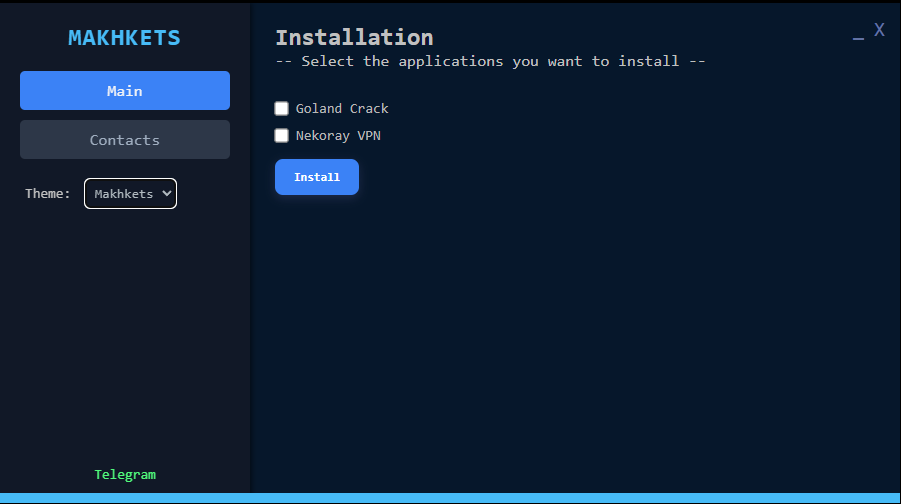 MAKHKETS
Main
Contacts
Theme: Makhkets
Telegram
_ X
Installation
-- Select the applications you want to install --
Goland Crack
Nekoray VPN
Install